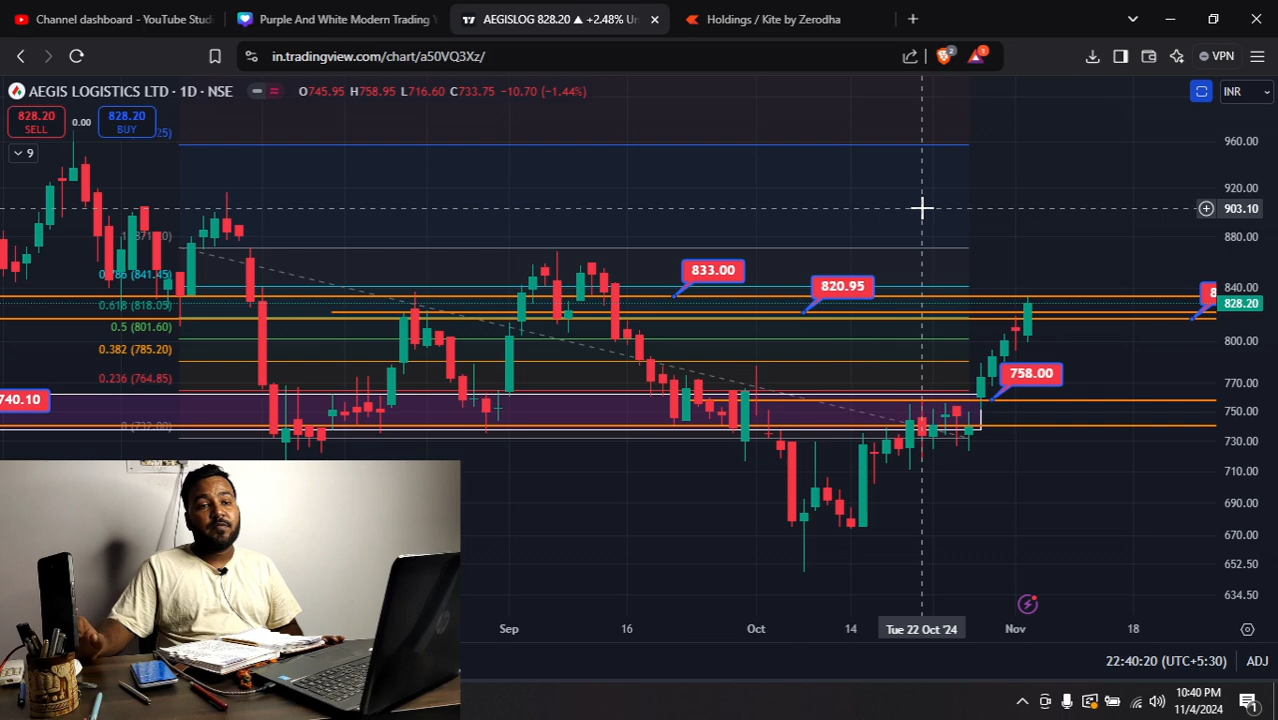 Channel dashboard - YouTube Stud
Purple And White Modern Trading Y
AEGISLOG 828.20 ▲ +2.48% Un
Holdings / Kite by Zerodha
in.tradingview.com/chart/a50VQ3Xz/
2
3
VPN
AEGIS LOGISTICS LTD · 1D · NSE
O745.95 H758.95 L716.60 C733.75 −10.70 (−1.44%)
INR
828.20
SELL
0.00
828.20
BUY
9
960.00
920.00
903.10
880.00
840.00
828.20
800.00
770.00
750.00
730.00
710.00
690.00
670.00
652.50
634.50
0.618 (818.05)
0.5 (801.60)
0.382 (785.20)
0.236 (764.85)
833.00
820.95
758.00
740.10
Sep
16
Oct
14
Tue 22 Oct '24
Nov
18
22:40:20 (UTC+5:30)
ADJ
10:40 PM
11/4/2024
1